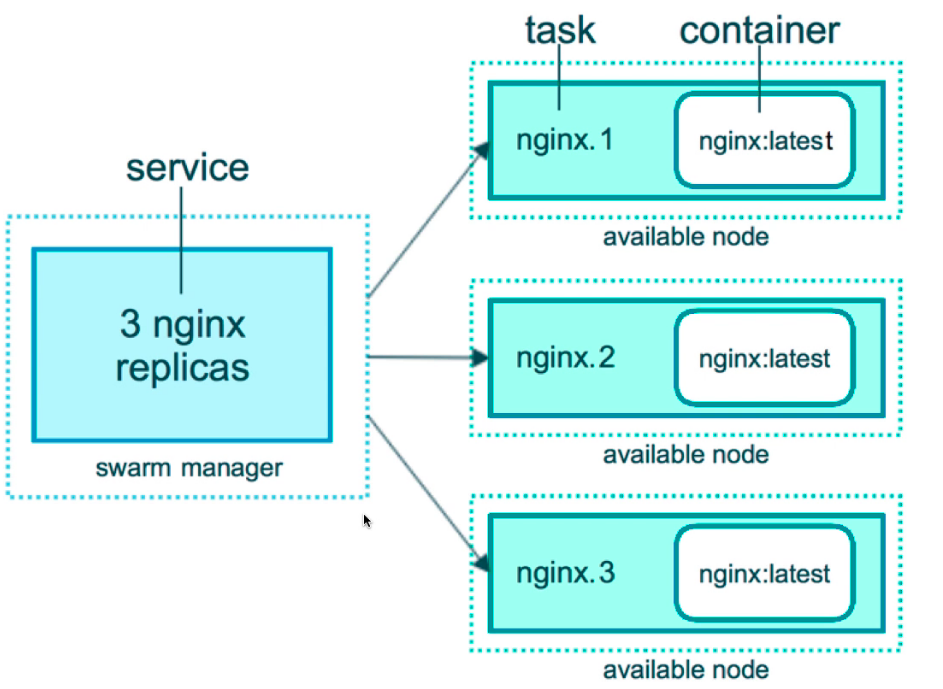 task
container
service
3 nginx
replicas
swarm manager
nginx.1
nginx:latest
available node
nginx.2
nginx:latest
available node
nginx.3
nginx:latest
available node